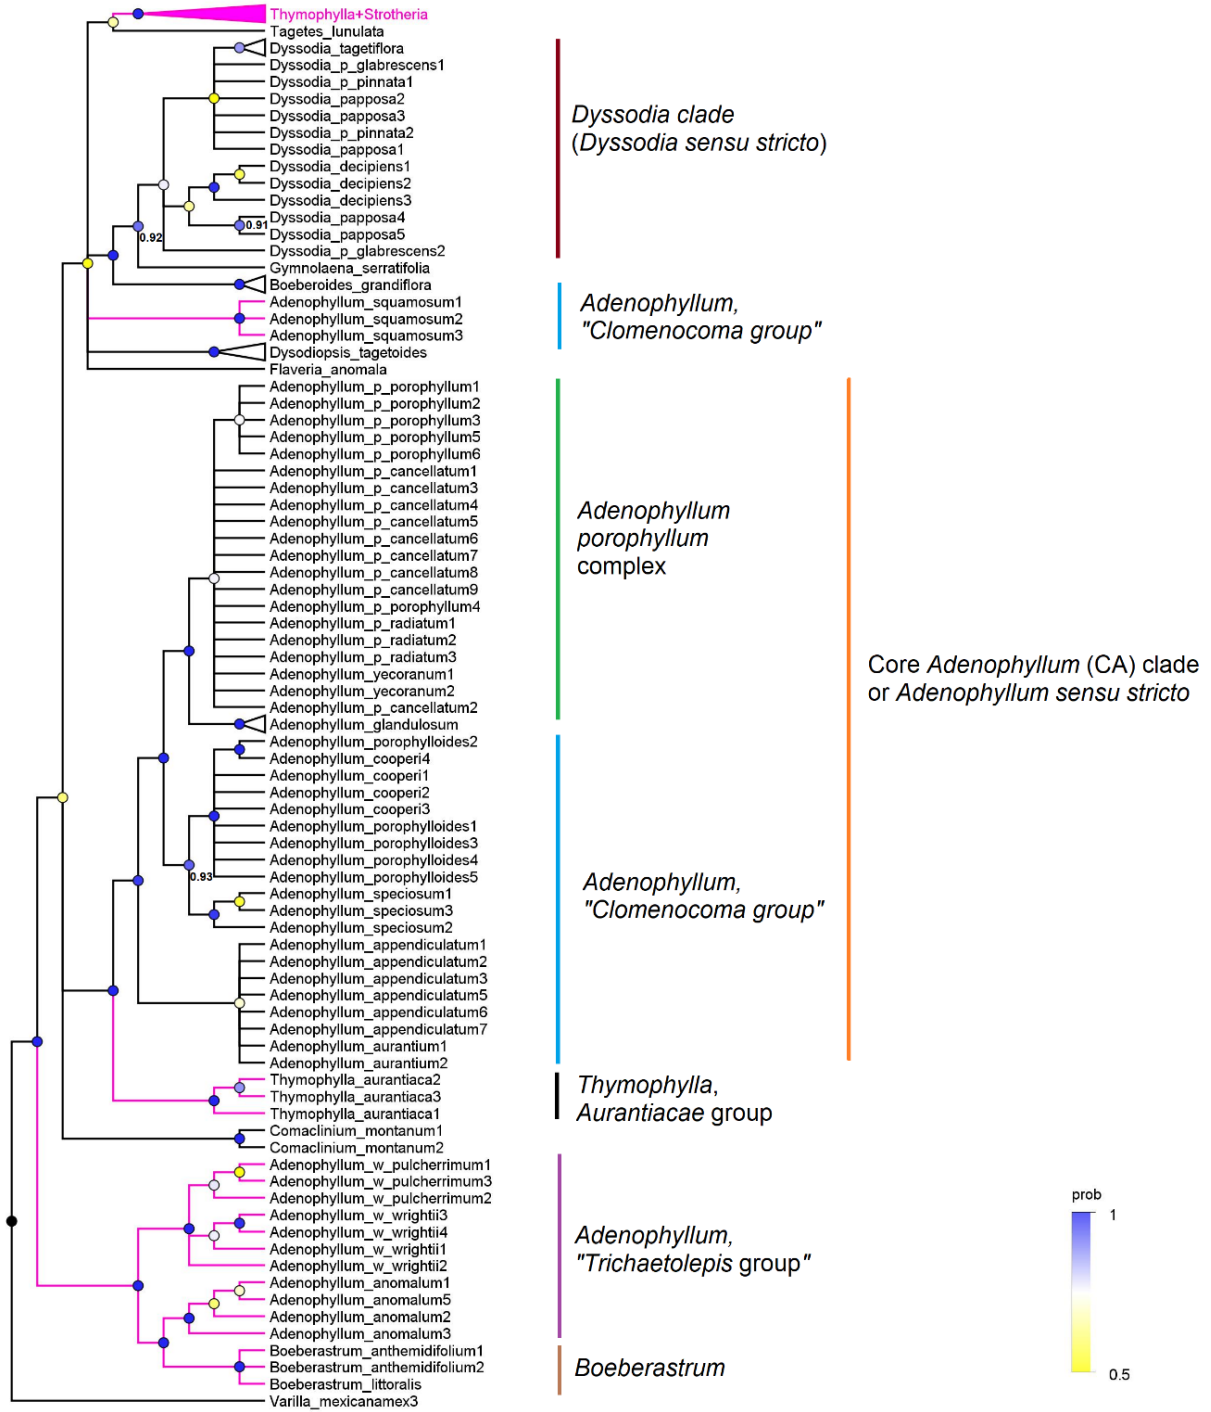 Thymophylla+Strotheria
Tagetes_lunulata
Dyssodia_tagetiflora
Dyssodia_p_glabrescens1
Dyssodia_p_pinnata1
Dyssodia_papposa2
Dyssodia_papposa3
Dyssodia_p_pinnata2
Dyssodia_papposa1
Dyssodia_decipiens1
Dyssodia_decipiens2
Dyssodia_decipiens3
Dyssodia_papposa4
0.91
Dyssodia_papposa5
0.92
Dyssodia_p_glabrescens2
Gymnolaena_serratifolia
Boeberoides_grandiflora
Adenophyllum_squamosum1
Adenophyllum_squamosum2
Adenophyllum_squamosum3
Dysodiopsis_tagetoides
Flaveria_anomala
Adenophyllum_p_porophyllum1
Adenophyllum_p_porophyllum2
Adenophyllum_p_porophyllum3
Adenophyllum_p_porophyllum5
Adenophyllum_p_porophyllum6
Adenophyllum_p_cancellatum1
Adenophyllum_p_cancellatum3
Adenophyllum_p_cancellatum4
Adenophyllum_p_cancellatum5
Adenophyllum_p_cancellatum6
Adenophyllum_p_cancellatum7
Adenophyllum_p_cancellatum8
Adenophyllum_p_cancellatum9
Adenophyllum_p_porophyllum4
Adenophyllum_p_radiatum1
Adenophyllum_p_radiatum2
Adenophyllum_p_radiatum3
Adenophyllum_yecoranum1
Adenophyllum_yecoranum2
Adenophyllum_p_cancellatum2
Adenophyllum_glandulosum
Adenophyllum_porophylloides2
Adenophyllum_cooperi4
Adenophyllum_cooperi1
Adenophyllum_cooperi2
Adenophyllum_cooperi3
Adenophyllum_porophylloides1
Adenophyllum_porophylloides3
Adenophyllum_porophylloides4
Adenophyllum_porophylloides5
0.93
Adenophyllum_speciosum1
Adenophyllum_speciosum3
Adenophyllum_speciosum2
Adenophyllum_appendiculatum1
Adenophyllum_appendiculatum2
Adenophyllum_appendiculatum3
Adenophyllum_appendiculatum5
Adenophyllum_appendiculatum6
Adenophyllum_appendiculatum7
Adenophyllum_aurantium1
Adenophyllum_aurantium2
Thymophylla_aurantiaca2
Thymophylla_aurantiaca3
Thymophylla_aurantiaca1
Comaclinium_montanum1
Comaclinium_montanum2
Adenophyllum_w_pulcherrimum1
Adenophyllum_w_pulcherrimum3
Adenophyllum_w_pulcherrimum2
Adenophyllum_w_wrightii3
Adenophyllum_w_wrightii4
Adenophyllum_w_wrightii1
Adenophyllum_w_wrightii2
Adenophyllum_anomalum1
Adenophyllum_anomalum5
Adenophyllum_anomalum2
Adenophyllum_anomalum3
Boeberastrum_anthemidifolium1
Boeberastrum_anthemidifolium2
Boeberastrum_littoralis
Varilla_mexicanamex3
Dyssodia clade
(Dyssodia sensu stricto)
Adenophyllum,
"Clomenocoma group"
Adenophyllum
porophyllum
complex
Adenophyllum,
"Clomenocoma group"
Thymophylla,
Aurantiacae group
Adenophyllum,
"Trichaetolepis group"
Boeberastrum
Core Adenophyllum (CA) clade
or Adenophyllum sensu stricto
prob
1
0.5